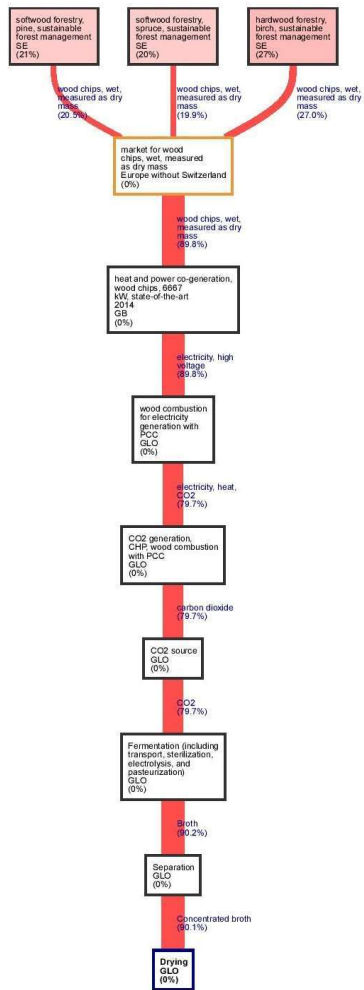 softwood forestry,
pine, sustainable
forest management
SE
(21%)
softwood forestry,
spruce, sustainable
forest management
SE
(20%)
hardwood forestry,
birch, sustainable
forest management
SE
(27%)
wood chips, wet,
measured as dry
mass
(20.5%)
wood chips, wet,
measured as dry
mass
(19.9%)
wood chips, wet,
measured as dry
mass
(27.0%)
market for wood
chips, wet, measured
as dry mass
Europe without Switzerland
(0%)
wood chips, wet,
measured as dry
mass
(89.8%)
heat and power co-generation,
wood chips, 6667
kW, state-of-the-art
2014
GB
(0%)
electricity, high
voltage
(89.8%)
wood combustion
for electricity
generation with
PCC
GLO
(0%)
electricity, heat,
CO2
(79.7%)
CO2 generation,
CHP, wood combustion
with PCC
GLO
(0%)
carbon dioxide
(79.7%)
CO2 source
GLO
(0%)
CO2
(79.7%)
Fermentation (including
transport, sterilization,
electrolysis, and
pasteurization)
GLO
(0%)
Broth
(90.2%)
Separation
GLO
(0%)
Concentrated broth
(90.1%)
Drying
GLO
(0%)